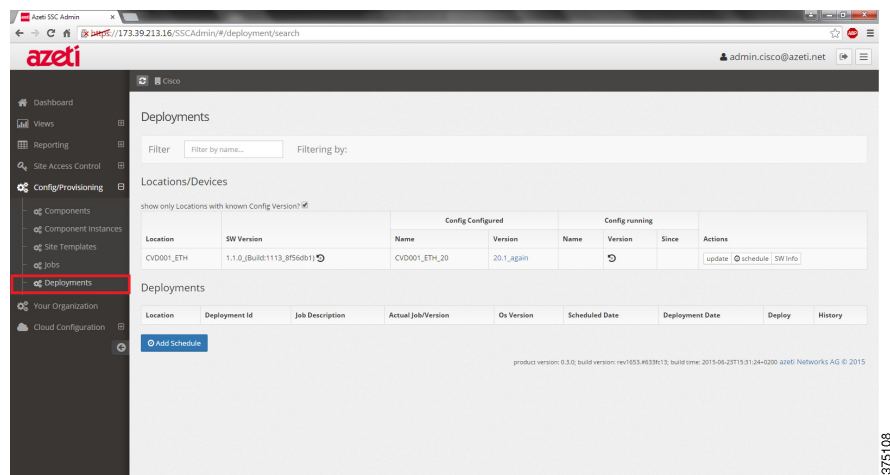 Azeti SSC Admin
https://173.39.213.16/SSCAdmin/#/deployment/search
azeti
admin.cisco@azeti.net
Cisco
Dashboard
Views
Reporting
Site Access Control
Config/Provisioning
Components
Component Instances
Site Templates
Jobs
Deployments
Your Organization
Cloud Configuration
Deployments
Filter Filter by name... Filtering by:
Locations/Devices
show only Locations with known Config Version?
Config Configured Config running
Location SW Version Name Version Name Version Since Actions
CVD001_ETH 1.1.0_(Build:1113_8f56db1) CVD001_ETH_20 20.1_again update schedule SW Info
Deployments
Location Deployment Id Job Description Actual Job/Version Os Version Scheduled Date Deployment Date Deploy History
Add Schedule
product version: 0.3.0; build version: rev1653.#633fc13; build time: 2015-06-23T15:31:24+0200 azeti Networks AG © 2015
375108